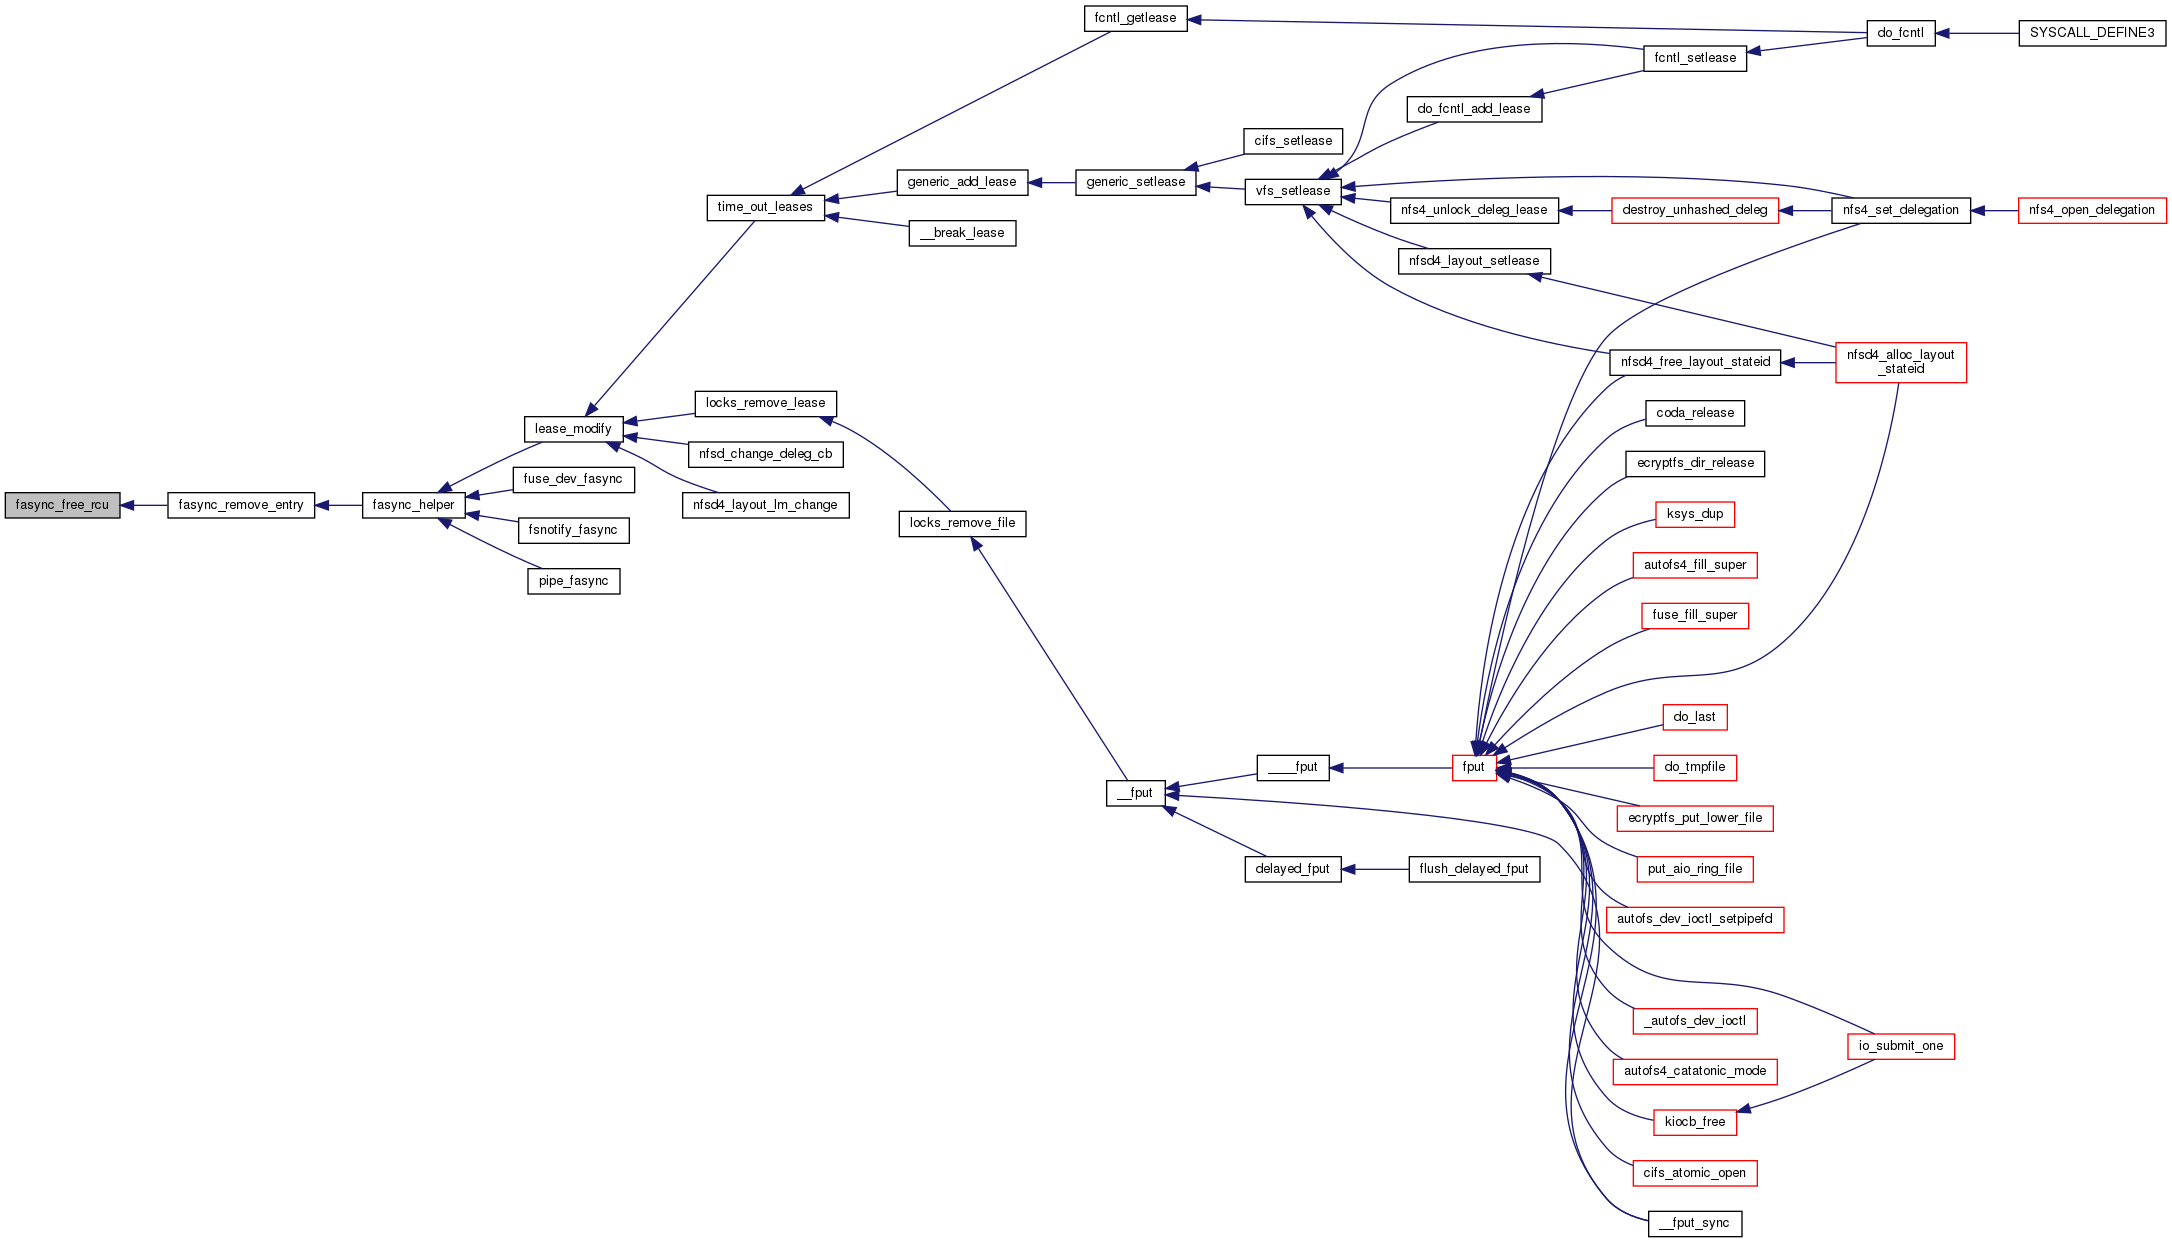 fcntl_getlease
do_fcntl
SYSCALL_DEFINE3
fcntl_setlease
do_fcntl_add_lease
cifs_setlease
generic_add_lease
generic_setlease
vfs_setlease
time_out_leases
nfs4_unlock_deleg_lease
destroy_unhashed_deleg
nfs4_set_delegation
nfs4_open_delegation
__break_lease
nfsd4_layout_setlease
nfsd4_free_layout_stateid
nfsd4_alloc_layout
_stateid
locks_remove_lease
coda_release
lease_modify
nfsd_change_deleg_cb
ecryptfs_dir_release
fuse_dev_fasync
fasync_free_rcu
fasync_remove_entry
fasync_helper
nfsd4_layout_lm_change
ksys_dup
fsnotify_fasync
locks_remove_file
autofs4_fill_super
pipe_fasync
fuse_fill_super
do_last
____fput
fput
do_tmpfile
__fput
ecryptfs_put_lower_file
delayed_fput
flush_delayed_fput
put_aio_ring_file
autofs_dev_ioctl_setpipefd
_autofs_dev_ioctl
io_submit_one
autofs4_catatonic_mode
kiocb_free
cifs_atomic_open
__fput_sync